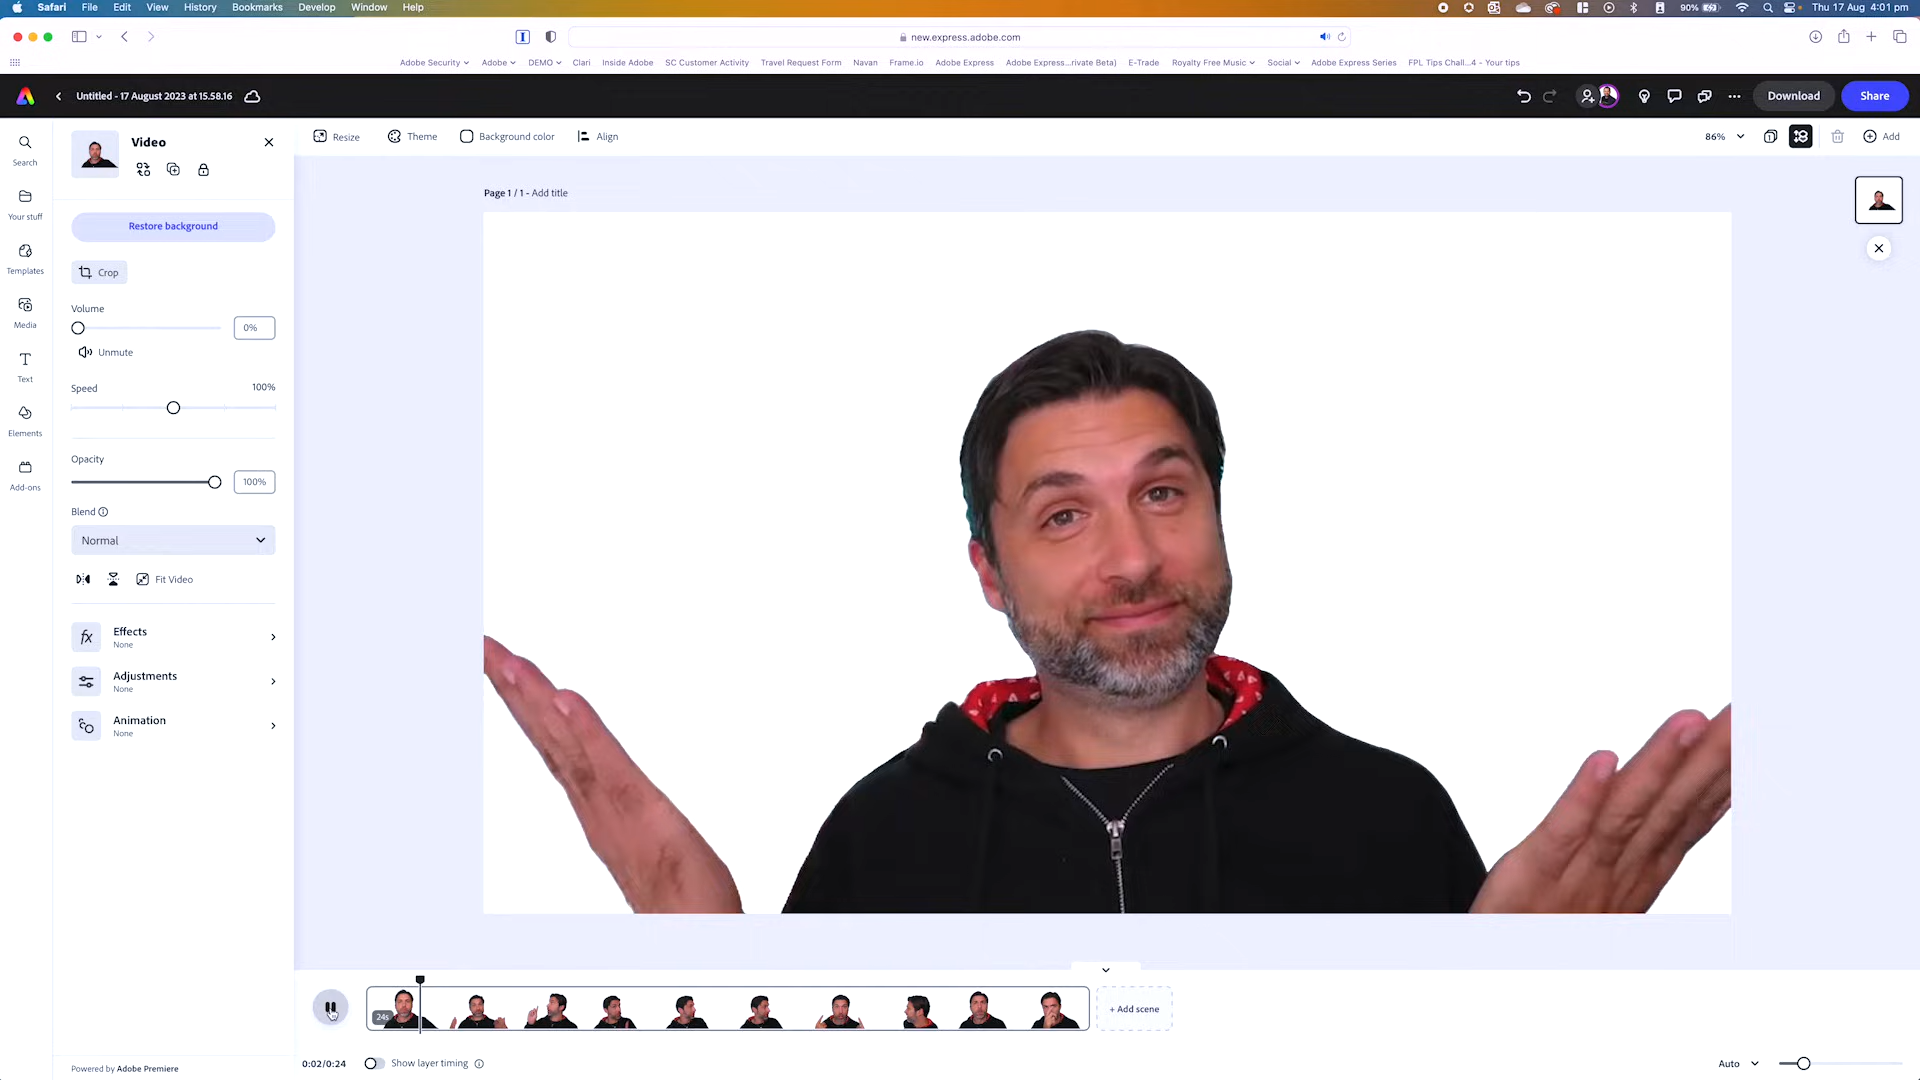 Safari File Edit View History Bookmarks Develop Window Help 90% Thu 17 Aug 4:01 pm
new.express.adobe.com
Adobe Security Adobe DEMO Clari Inside Adobe SC Customer Activity Travel Request Form Navan Frame.io Adobe Express Adobe Express...rivate Beta) E-Trade Royalty Free Music Social Adobe Express Series FPL Tips Chall...4 - Your tips
Untitled - 17 August 2023 at 15.58.16 Download Share
Search
Your stuff
Templates
Media
Text
Elements
Add-ons
Video
Restore background
Crop
Volume
0%
Unmute
Speed 100%
Opacity
100%
Blend
Normal
Fit Video
fx Effects
None
Adjustments
None
Animation
None
Powered by Adobe Premiere
Resize Theme Background color Align 86% Add
Page 1 / 1 - Add title
24s + Add scene
0:02/0:24 Show layer timing Auto